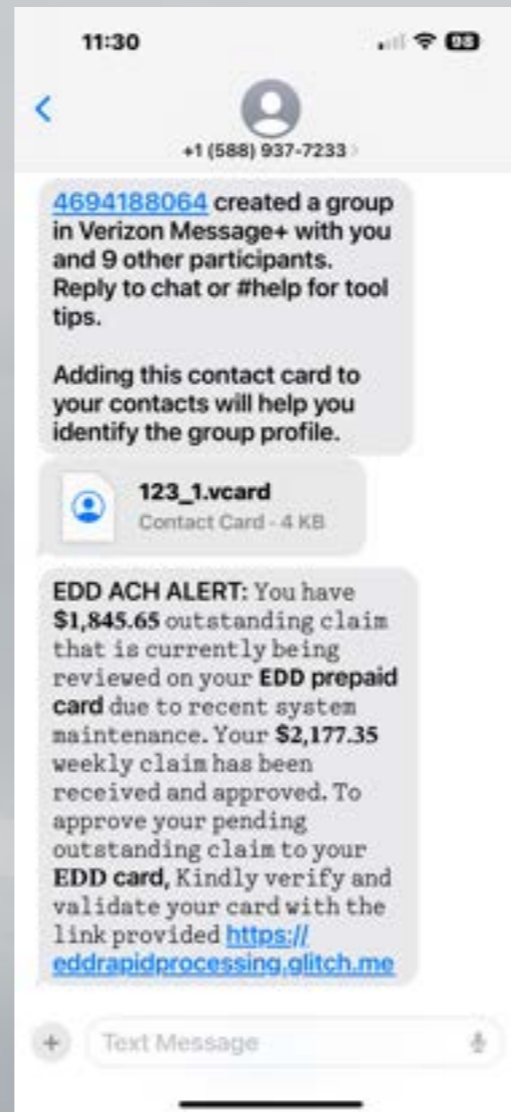 11:30
98
+1 (588) 937-7233
4694188064 created a group
in Verizon Message+ with you
and 9 other participants.
Reply to chat or #help for tool
tips.
Adding this contact card to
your contacts will help you
identify the group profile.
123_1.vcard
Contact Card - 4 KB
EDD ACH ALERT: You have
$1,845.65 outstanding claim
that is currently being
reviewed on your EDD prepaid
card due to recent system
maintenance. Your $2,177.35
weekly claim has been
received and approved. To
approve your pending
outstanding claim to your
EDD card, Kindly verify and
validate your card with the
link provided https://
eddrapidprocessing.glitch.me
Text Message